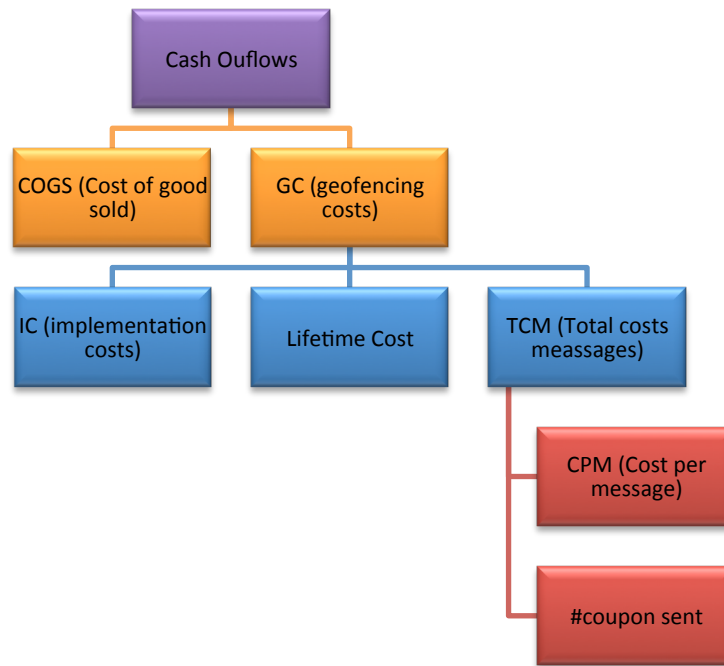 Cash Ouflows
COGS (Cost of good
sold)
GC (geofencing
costs)
IC (implementation
costs)
Lifetime Cost
TCM (Total costs
meassages)
CPM (Cost per
message)
#coupon sent